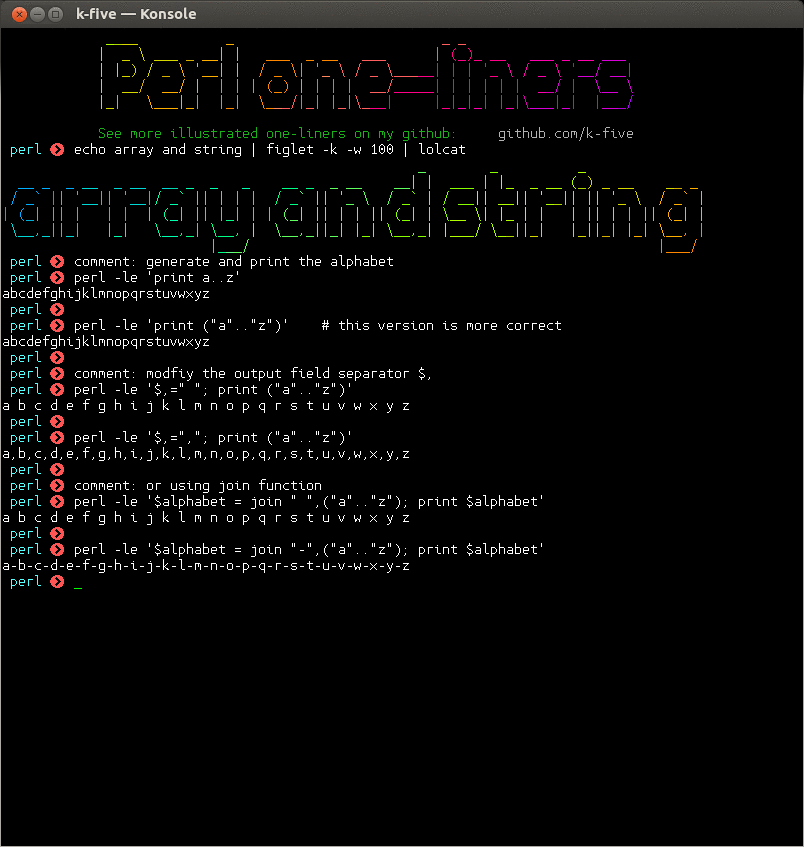 k-five — Konsole
Perl one-liners
See more illustrated one-liners on my github: github.com/k-five
perl ❯ echo array and string | figlet -k -w 100 | lolcat
array and string
perl ❯ comment: generate and print the alphabet
perl ❯ perl -le 'print a..z'
abcdefghijklmnopqrstuvwxyz
perl ❯
perl ❯ perl -le 'print ("a".."z")' # this version is more correct
abcdefghijklmnopqrstuvwxyz
perl ❯
perl ❯ comment: modfiy the output field separator $,
perl ❯ perl -le '$,=" "; print ("a".."z")'
a b c d e f g h i j k l m n o p q r s t u v w x y z
perl ❯
perl ❯ perl -le '$,=","; print ("a".."z")'
a,b,c,d,e,f,g,h,i,j,k,l,m,n,o,p,q,r,s,t,u,v,w,x,y,z
perl ❯
perl ❯ comment: or using join function
perl ❯ perl -le '$alphabet = join " ",("a".."z"); print $alphabet'
a b c d e f g h i j k l m n o p q r s t u v w x y z
perl ❯
perl ❯ perl -le '$alphabet = join "-",("a".."z"); print $alphabet'
a-b-c-d-e-f-g-h-i-j-k-l-m-n-o-p-q-r-s-t-u-v-w-x-y-z
perl ❯ _